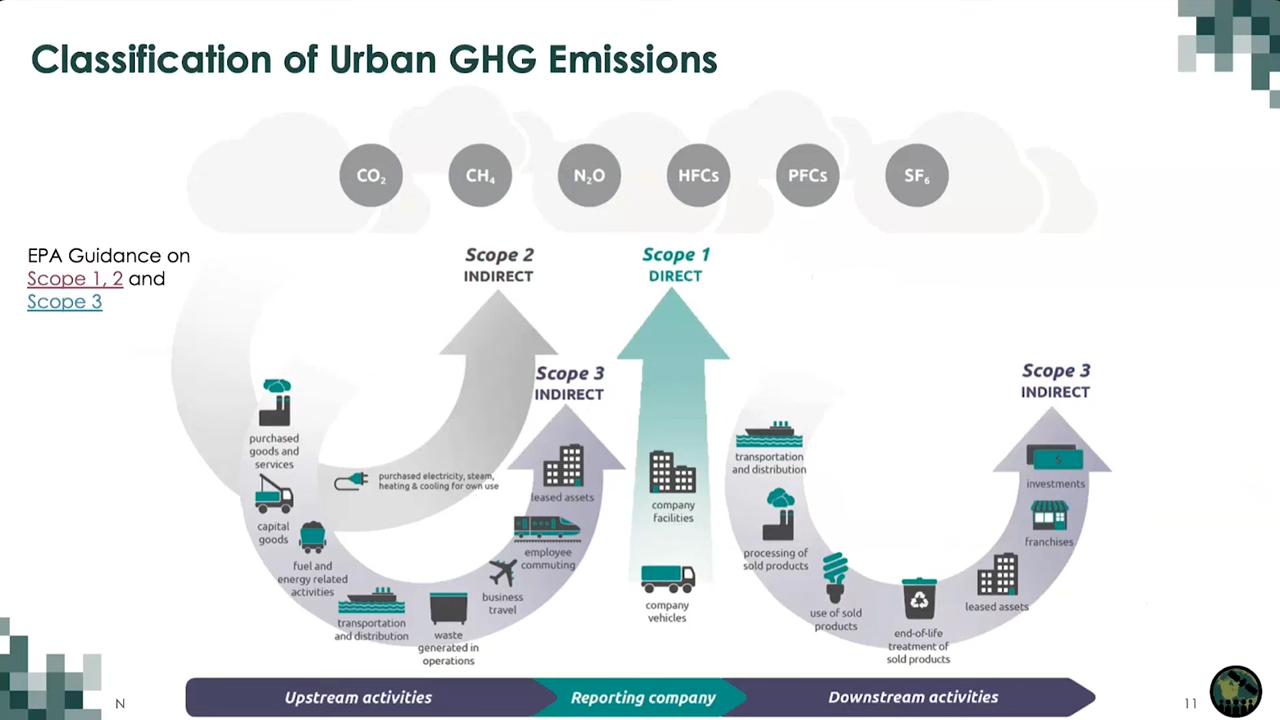 Classification of Urban GHG Emissions
CO₂
CH₄
N₂O
HFCs
PFCs
SF₆
EPA Guidance on
Scope 1, 2 and
Scope 3
Scope 2
INDIRECT
Scope 1
DIRECT
Scope 3
INDIRECT
Scope 3
INDIRECT
purchased
goods and
services
capital
goods
fuel and
energy related
activities
transportation
and distribution
waste
generated in
operations
business
travel
employee
commuting
leased assets
purchased electricity, steam,
heating & cooling for own use
company
facilities
company
vehicles
transportation
and distribution
processing of
sold products
use of sold
products
end-of-life
treatment of
sold products
leased assets
franchises
investments
$
Upstream activities
Reporting company
Downstream activities
N
11